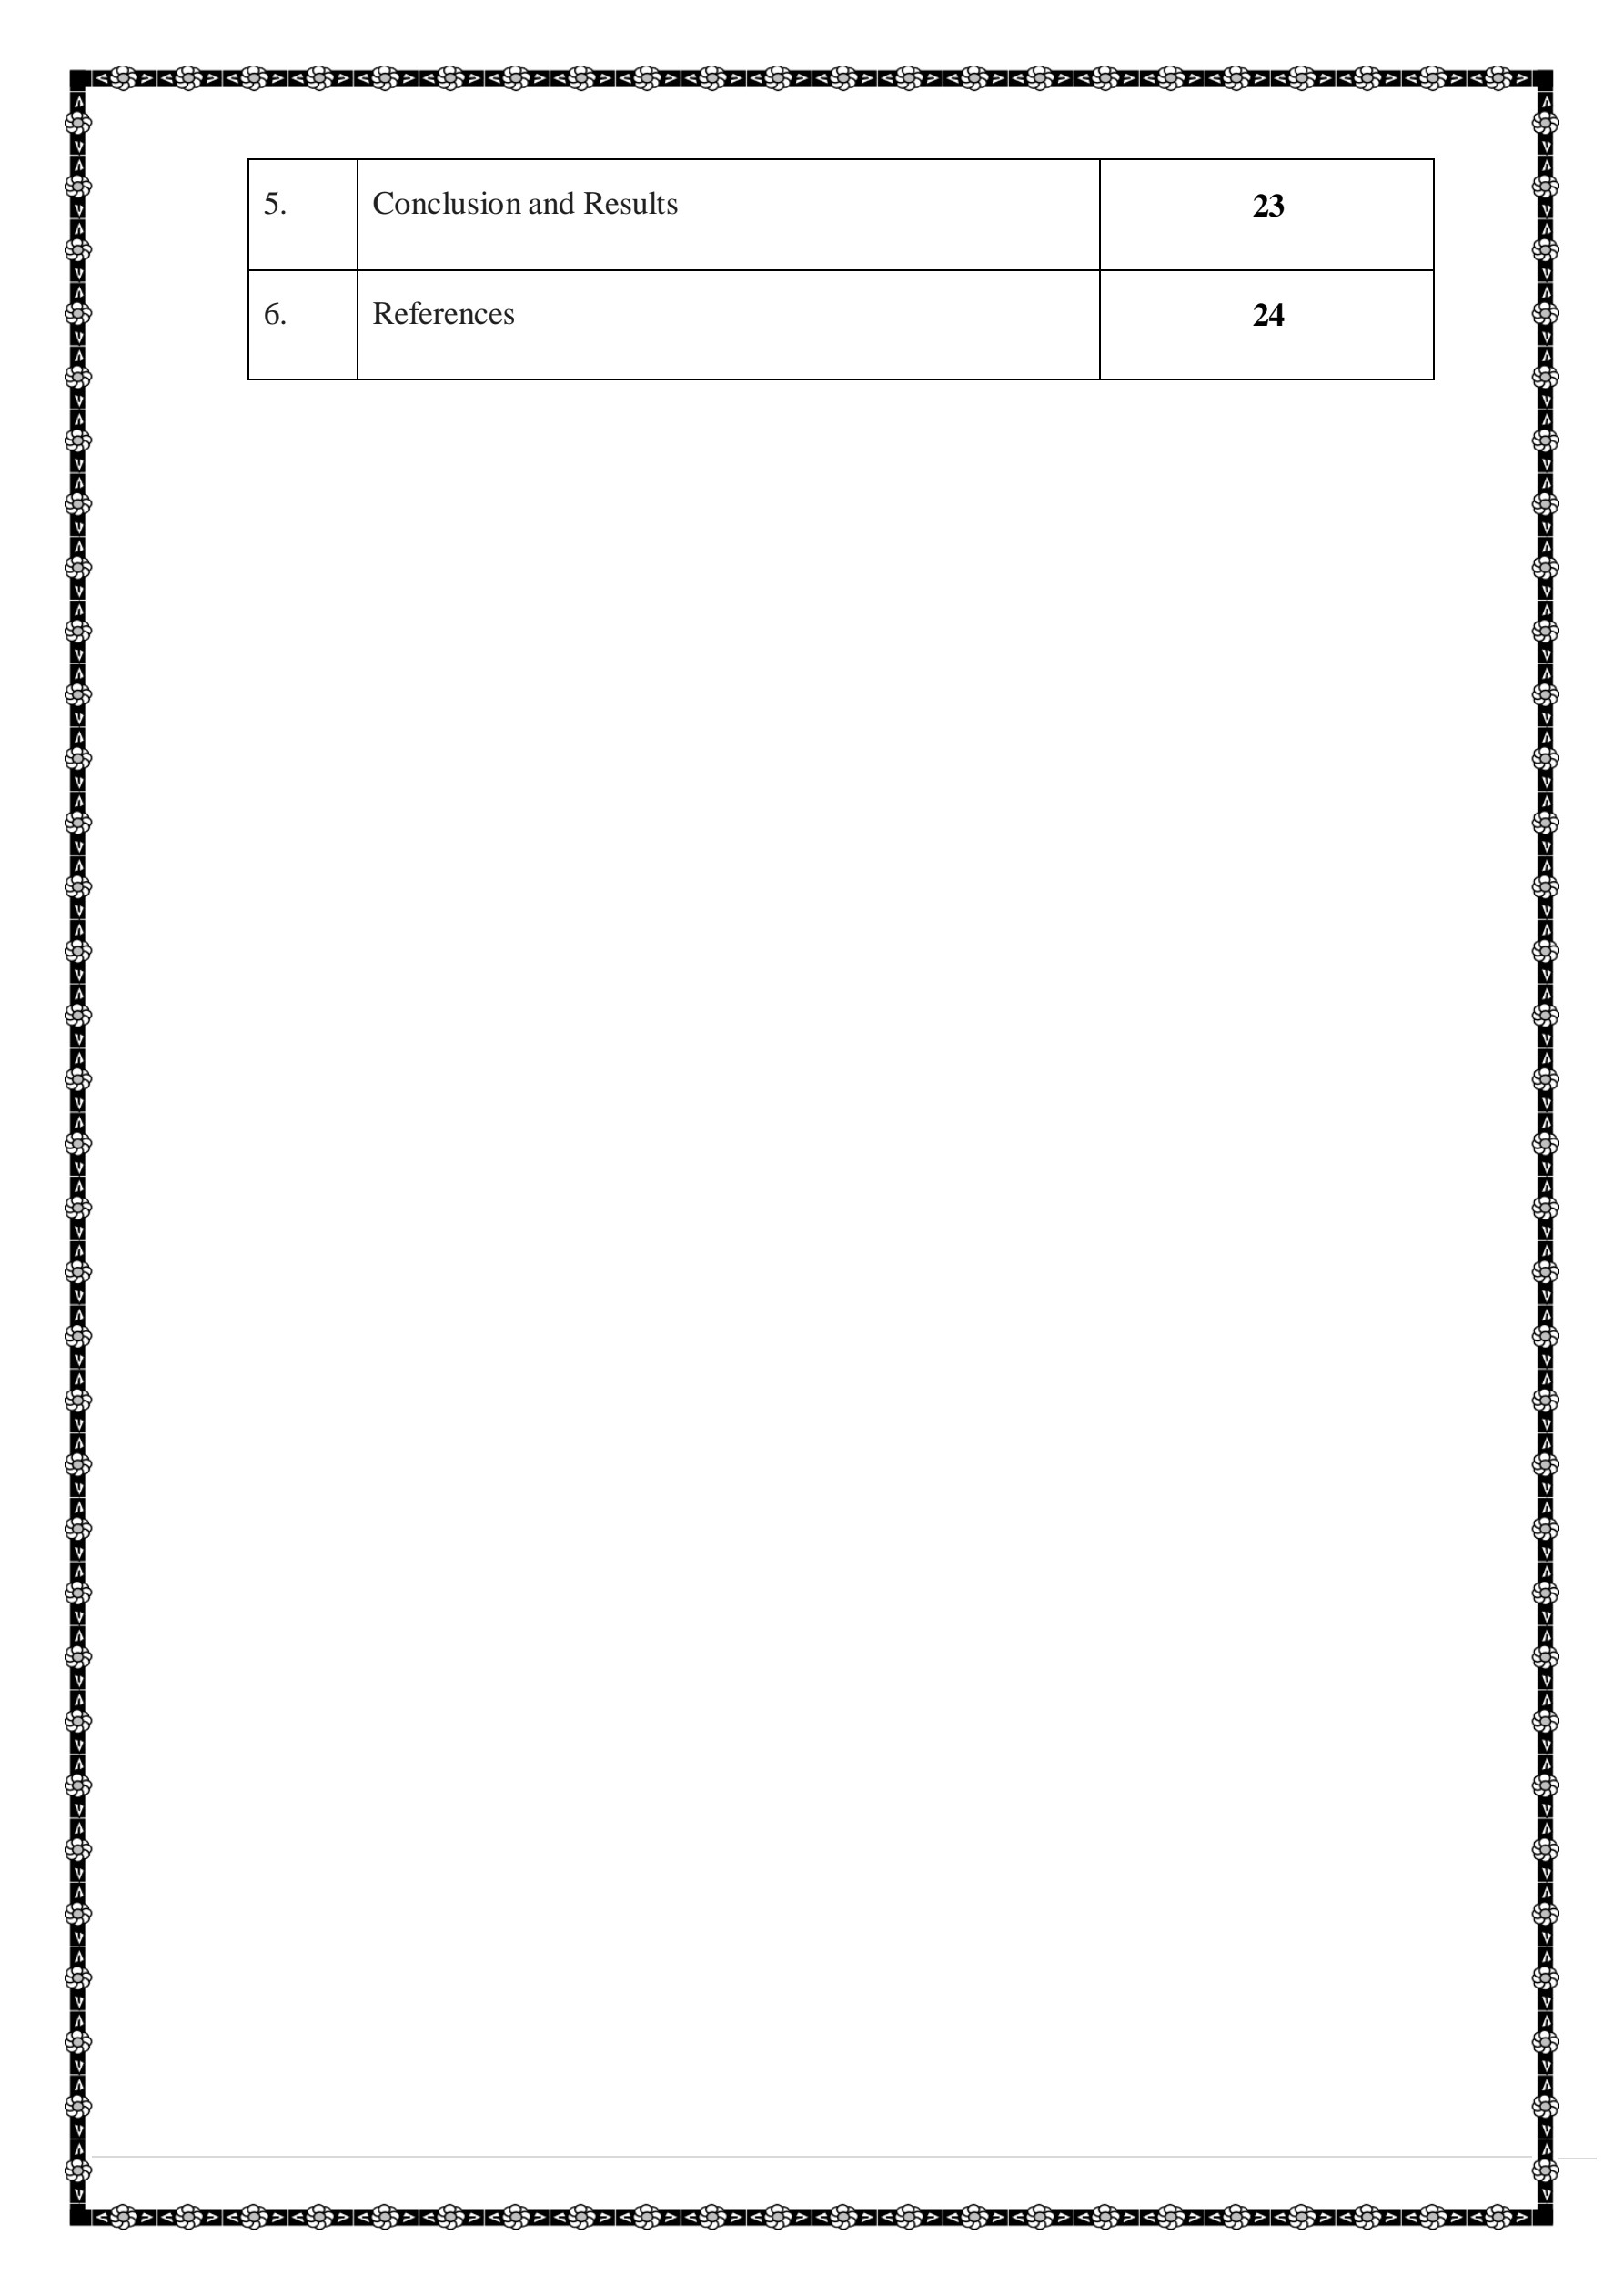 5. Conclusion and Results 23
6. References 24